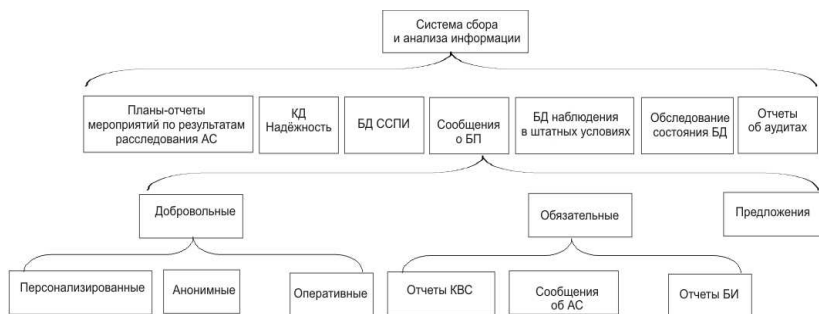 Система сбора
и анализа информации
Планы-отчеты
мероприятий по результатам
расследования АС
КД
Надёжность
БД ССПИ
Сообщения
о БП
БД наблюдения
в штатных условиях
Обследование
состояния БД
Отчеты
об аудитах
Добровольные
Обязательные
Предложения
Персонализированные
Анонимные
Оперативные
Отчеты КВС
Сообщения
об АС
Отчеты БИ